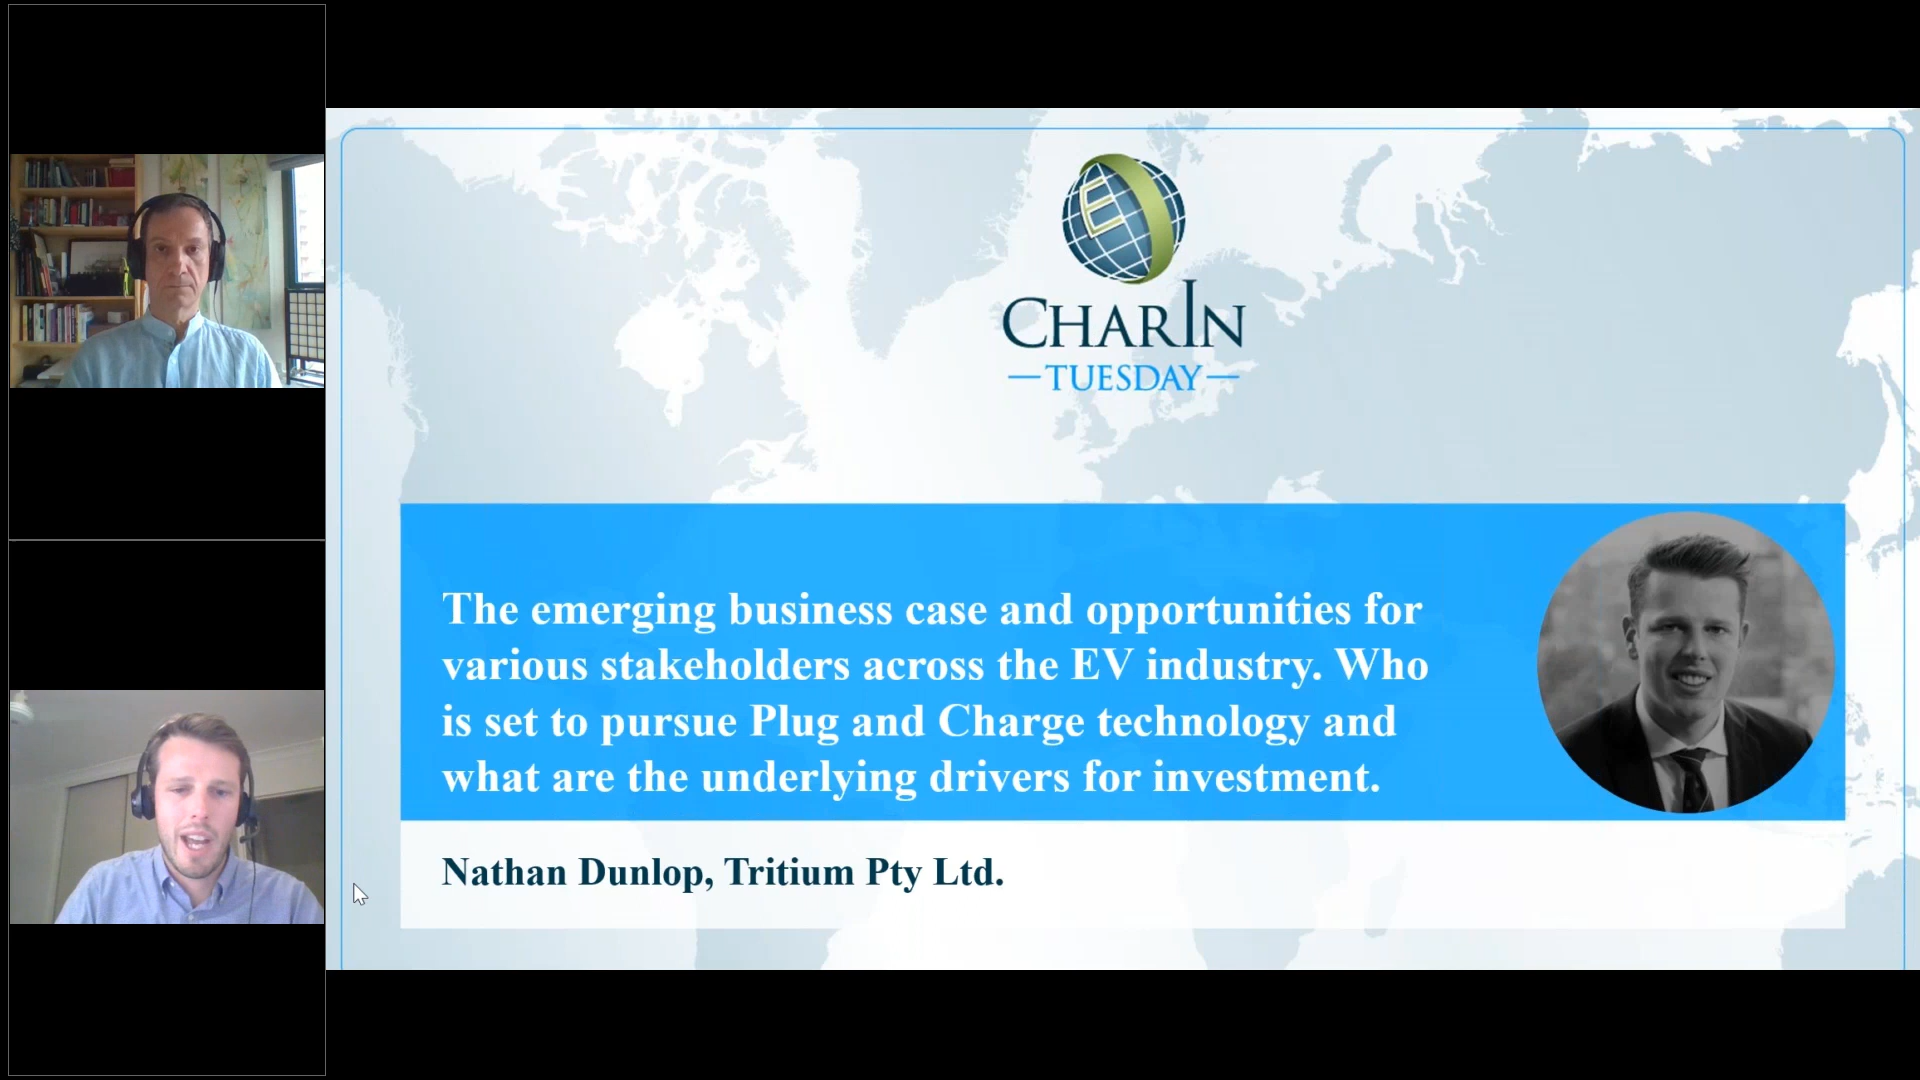 E
CHARIN
TUESDAY
The emerging business case and opportunities for
various stakeholders across the EV industry. Who
is set to pursue Plug and Charge technology and
what are the underlying drivers for investment.
Nathan Dunlop, Tritium Pty Ltd.